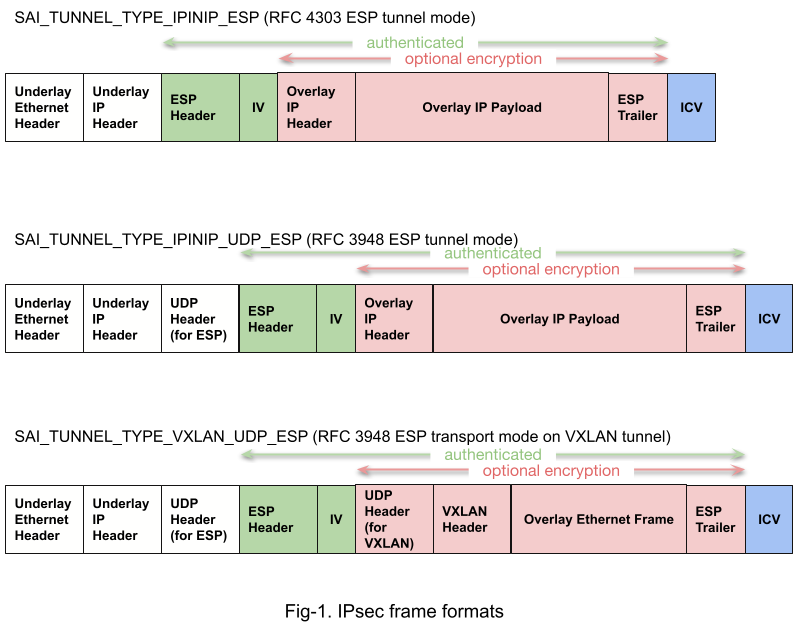 SAI_TUNNEL_TYPE_IPINIP_ESP (RFC 4303 ESP tunnel mode)
authenticated
optional encryption
Underlay
Ethernet
Header
Underlay
IP
Header
ESP
Header
IV
Overlay
IP
Header
Overlay IP Payload
ESP
Trailer
ICV
SAI_TUNNEL_TYPE_IPINIP_UDP_ESP (RFC 3948 ESP tunnel mode)
authenticated
optional encryption
Underlay
Ethernet
Header
Underlay
IP
Header
UDP
Header
(for ESP)
ESP
Header
IV
Overlay
IP
Header
Overlay IP Payload
ESP
Trailer
ICV
SAI_TUNNEL_TYPE_VXLAN_UDP_ESP (RFC 3948 ESP transport mode on VXLAN tunnel)
authenticated
optional encryption
Underlay
Ethernet
Header
Underlay
IP
Header
UDP
Header
(for ESP)
ESP
Header
IV
UDP
Header
(for
VXLAN)
VXLAN
Header
Overlay Ethernet Frame
ESP
Trailer
ICV
Fig-1. IPsec frame formats